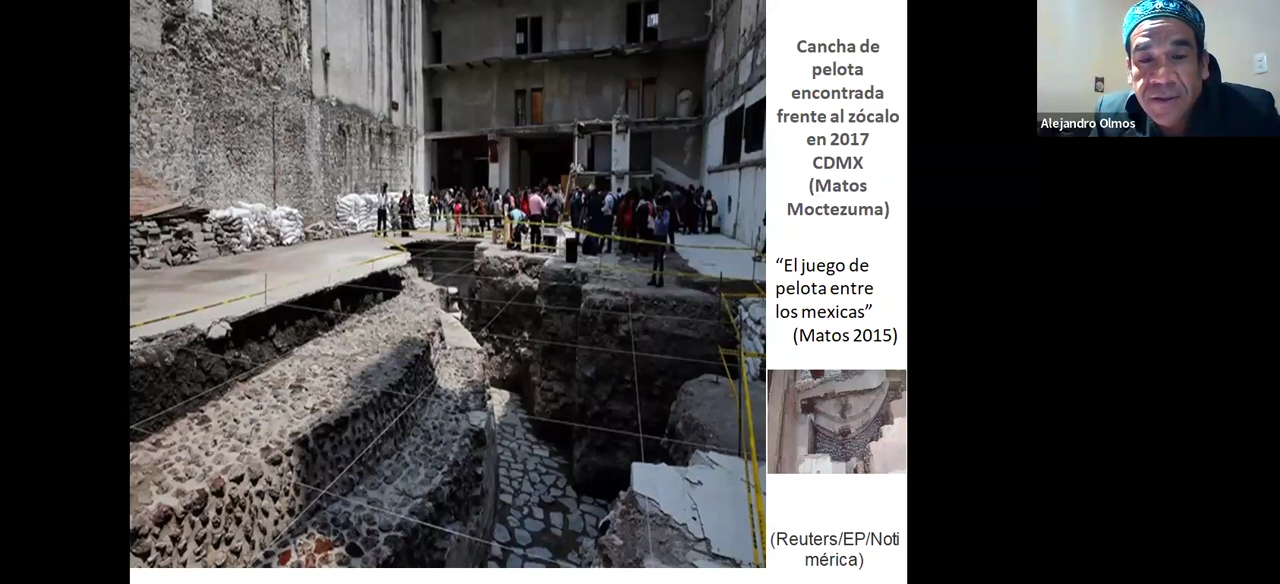 Cancha de
pelota
encontrada
frente al zócalo
en 2017
CDMX
(Matos
Moctezuma)
“El juego de
pelota entre
los mexicas”
(Matos 2015)
(Reuters/EP/Noti
mérica)
Alejandro Olmos